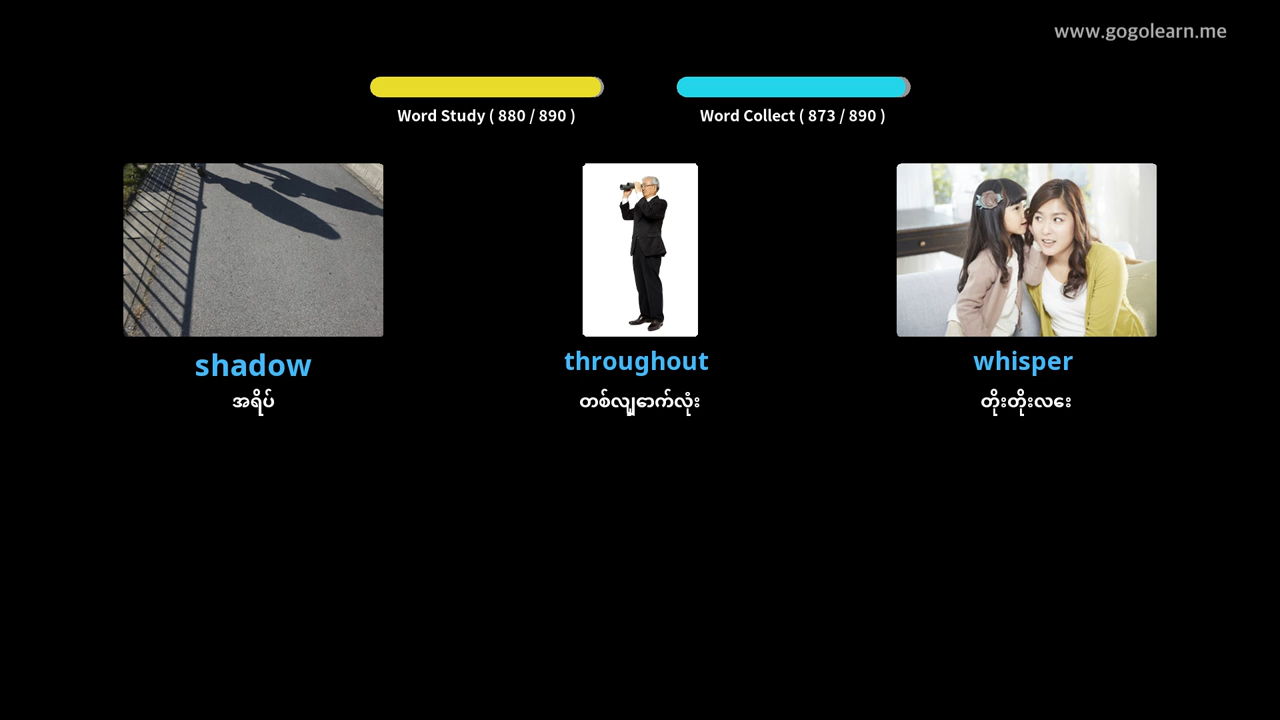 www.gogolearn.me
Word Study ( 880 / 890 )
Word Collect ( 873 / 890 )
shadow
throughout
whisper
အရိပ်
တစ်လျှောက်လုံး
တိုးတိုးလေး